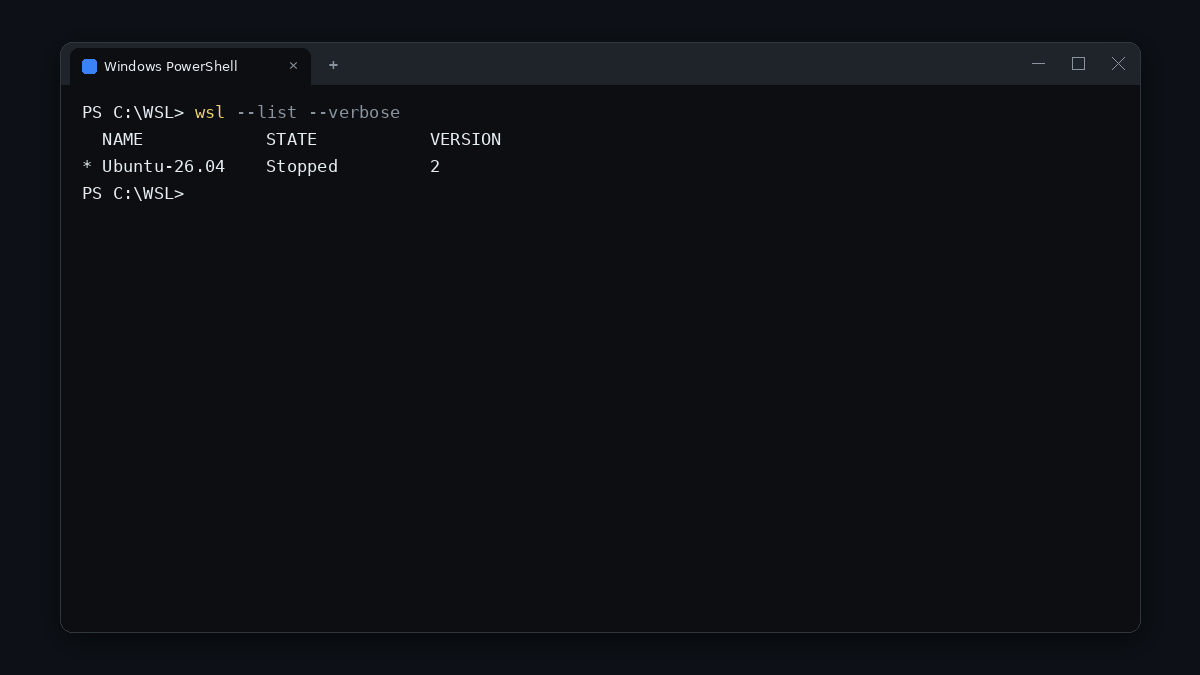 Windows PowerShell
PS C:\WSL> wsl --list --verbose
  NAME            STATE           VERSION
* Ubuntu-26.04    Stopped         2
PS C:\WSL>